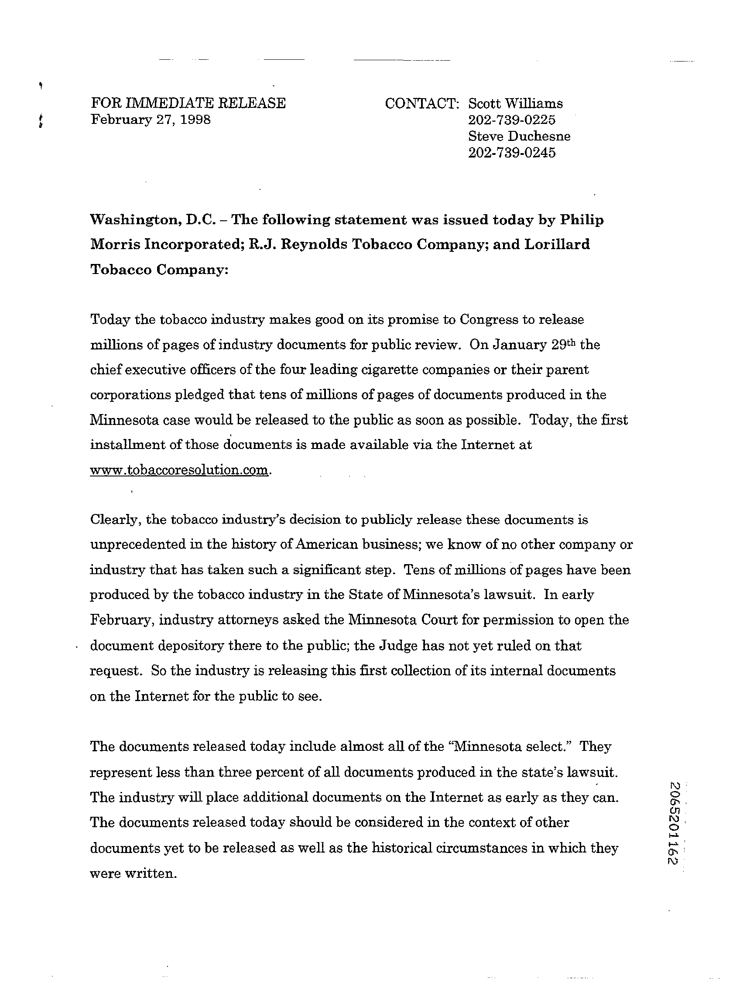 FOR IMMEDIATE RELEASE
February 27, 1998
CONTACT: Scott Williams
202-739-0225
Steve Duchesne
202-739-0245
Washington, D.C. – The following statement was issued today by Philip
Morris Incorporated; R.J. Reynolds Tobacco Company; and Lorillard
Tobacco Company:
Today the tobacco industry makes good on its promise to Congress to release
millions of pages of industry documents for public review. On January 29th the
chief executive officers of the four leading cigarette companies or their parent
corporations pledged that tens of millions of pages of documents produced in the
Minnesota case would be released to the public as soon as possible. Today, the first
installment of those documents is made available via the Internet at
www.tobaccoresolution.com.
Clearly, the tobacco industry's decision to publicly release these documents is
unprecedented in the history of American business; we know of no other company or
industry that has taken such a significant step. Tens of millions of pages have been
produced by the tobacco industry in the State of Minnesota's lawsuit. In early
February, industry attorneys asked the Minnesota Court for permission to open the
document depository there to the public; the Judge has not yet ruled on that
request. So the industry is releasing this first collection of its internal documents
on the Internet for the public to see.
The documents released today include almost all of the “Minnesota select.” They
represent less than three percent of all documents produced in the state's lawsuit.
The industry will place additional documents on the Internet as early as they can.
The documents released today should be considered in the context of other
documents yet to be released as well as the historical circumstances in which they
were written.
2065201162